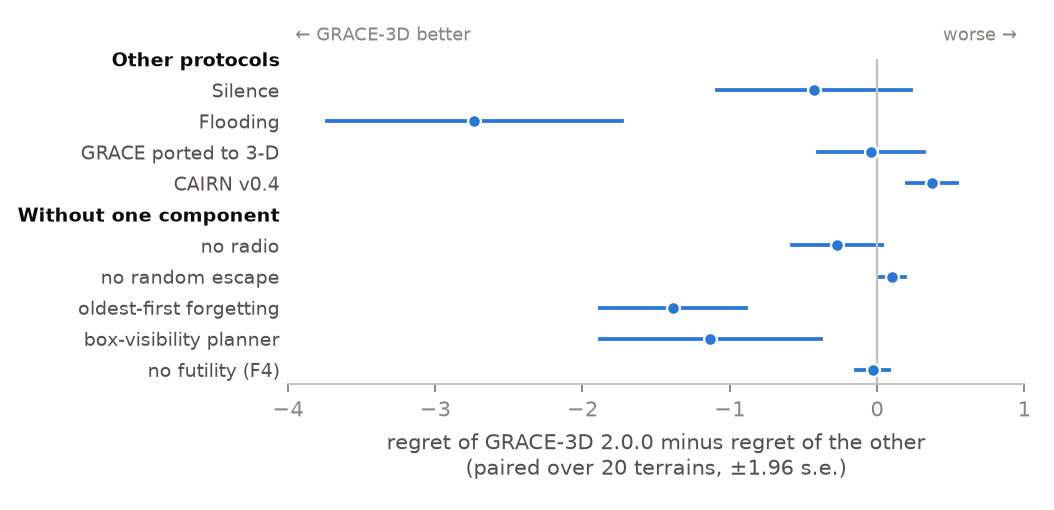 ← GRACE-3D better
worse →
Other protocols
Silence
Flooding
GRACE ported to 3-D
CAIRN v0.4
Without one component
no radio
no random escape
oldest-first forgetting
box-visibility planner
no futility (F4)
−4 −3 −2 −1 0 1
regret of GRACE-3D 2.0.0 minus regret of the other
(paired over 20 terrains, ±1.96 s.e.)